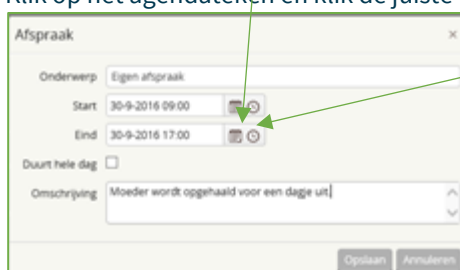 Klik op het agendateken en klik de juiste
Afspraak
Onderwerp Eigen afspraak
Start 30-9-2016 09:00
Eind 30-9-2016 17:00
Duurt hele dag
Omschrijving Moeder wordt opgehaald voor een dagje uit
Opslaan Annuleren